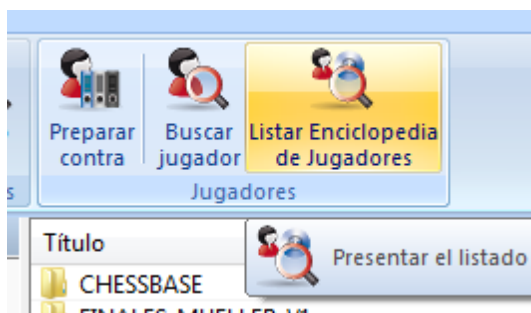 Preparar
contra
Buscar
jugador
Listar Enciclopedia
de Jugadores
s
Jugadores
Título
Presentar el listado
CHESSBASE